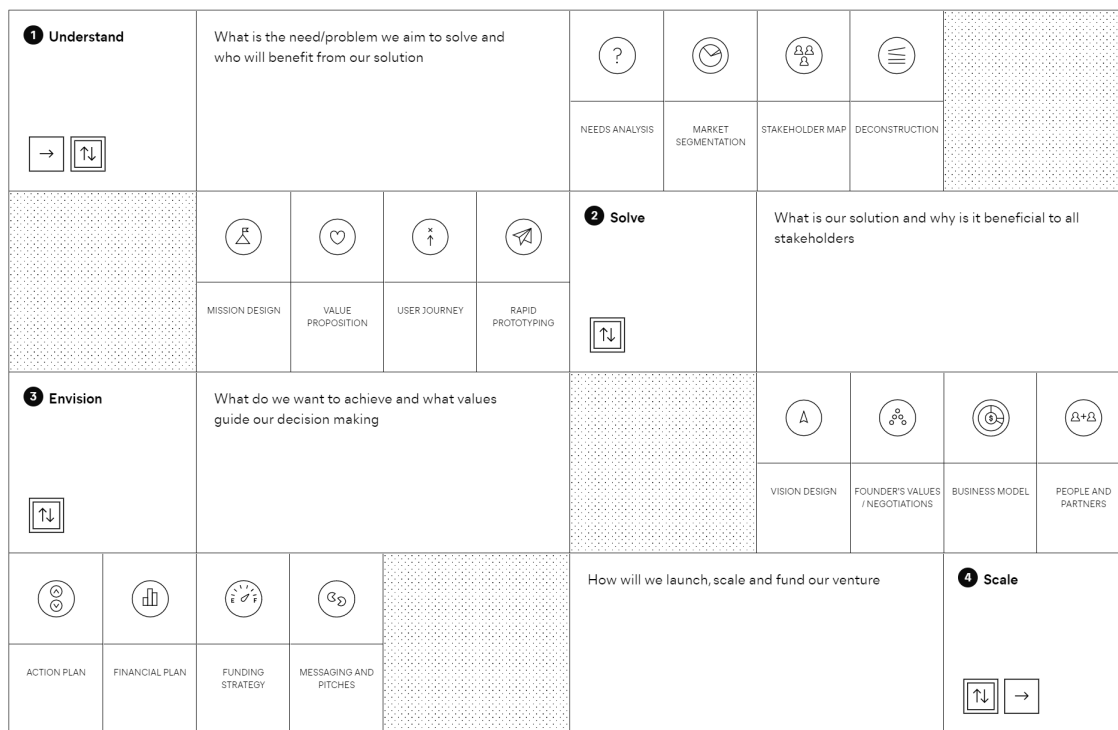 1 Understand
What is the need/problem we aim to solve and
who will benefit from our solution
?
NEEDS ANALYSIS
MARKET
SEGMENTATION
STAKEHOLDER MAP
DECONSTRUCTION
MISSION DESIGN
VALUE
PROPOSITION
USER JOURNEY
RAPID
PROTOTYPING
2 Solve
What is our solution and why is it beneficial to all
stakeholders
3 Envision
What do we want to achieve and what values
guide our decision making
$
VISION DESIGN
FOUNDER'S VALUES
/ NEGOTIATIONS
BUSINESS MODEL
PEOPLE AND
PARTNERS
E F
ACTION PLAN
FINANCIAL PLAN
FUNDING
STRATEGY
MESSAGING AND
PITCHES
How will we launch, scale and fund our venture
4 Scale